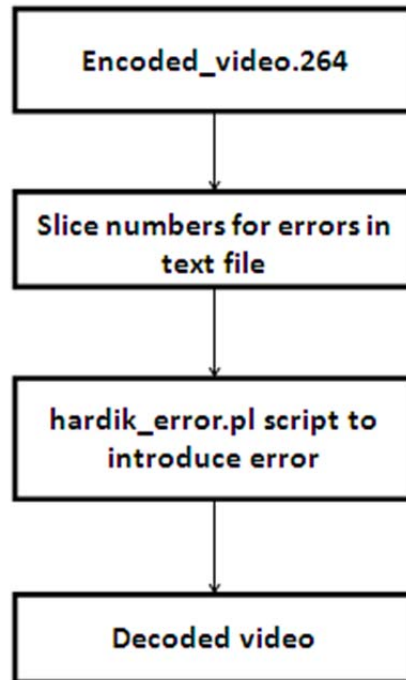 Encoded_video.264
Slice numbers for errors in
text file
hardik_error.pl script to
introduce error
Decoded video